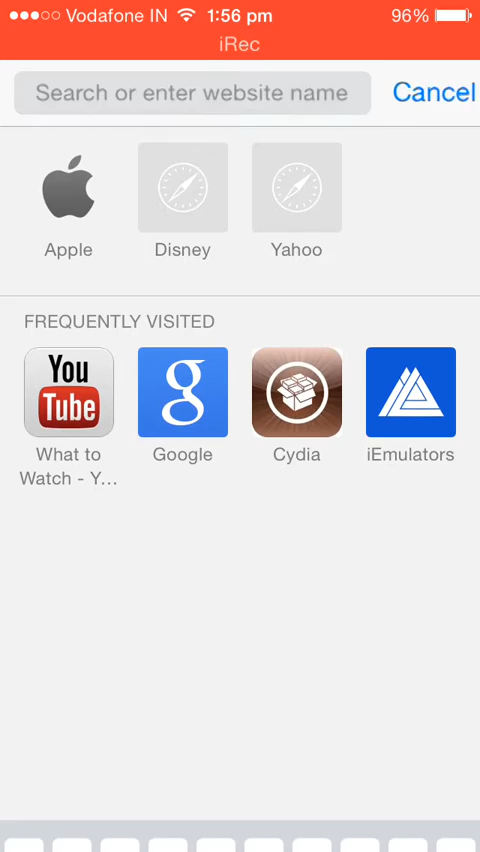 Vodafone IN 1:56 pm 96%
iRec
Search or enter website name Cancel
Apple Disney Yahoo
FREQUENTLY VISITED
You
Tube
g
What to Google Cydia iEmulators
Watch - Y...